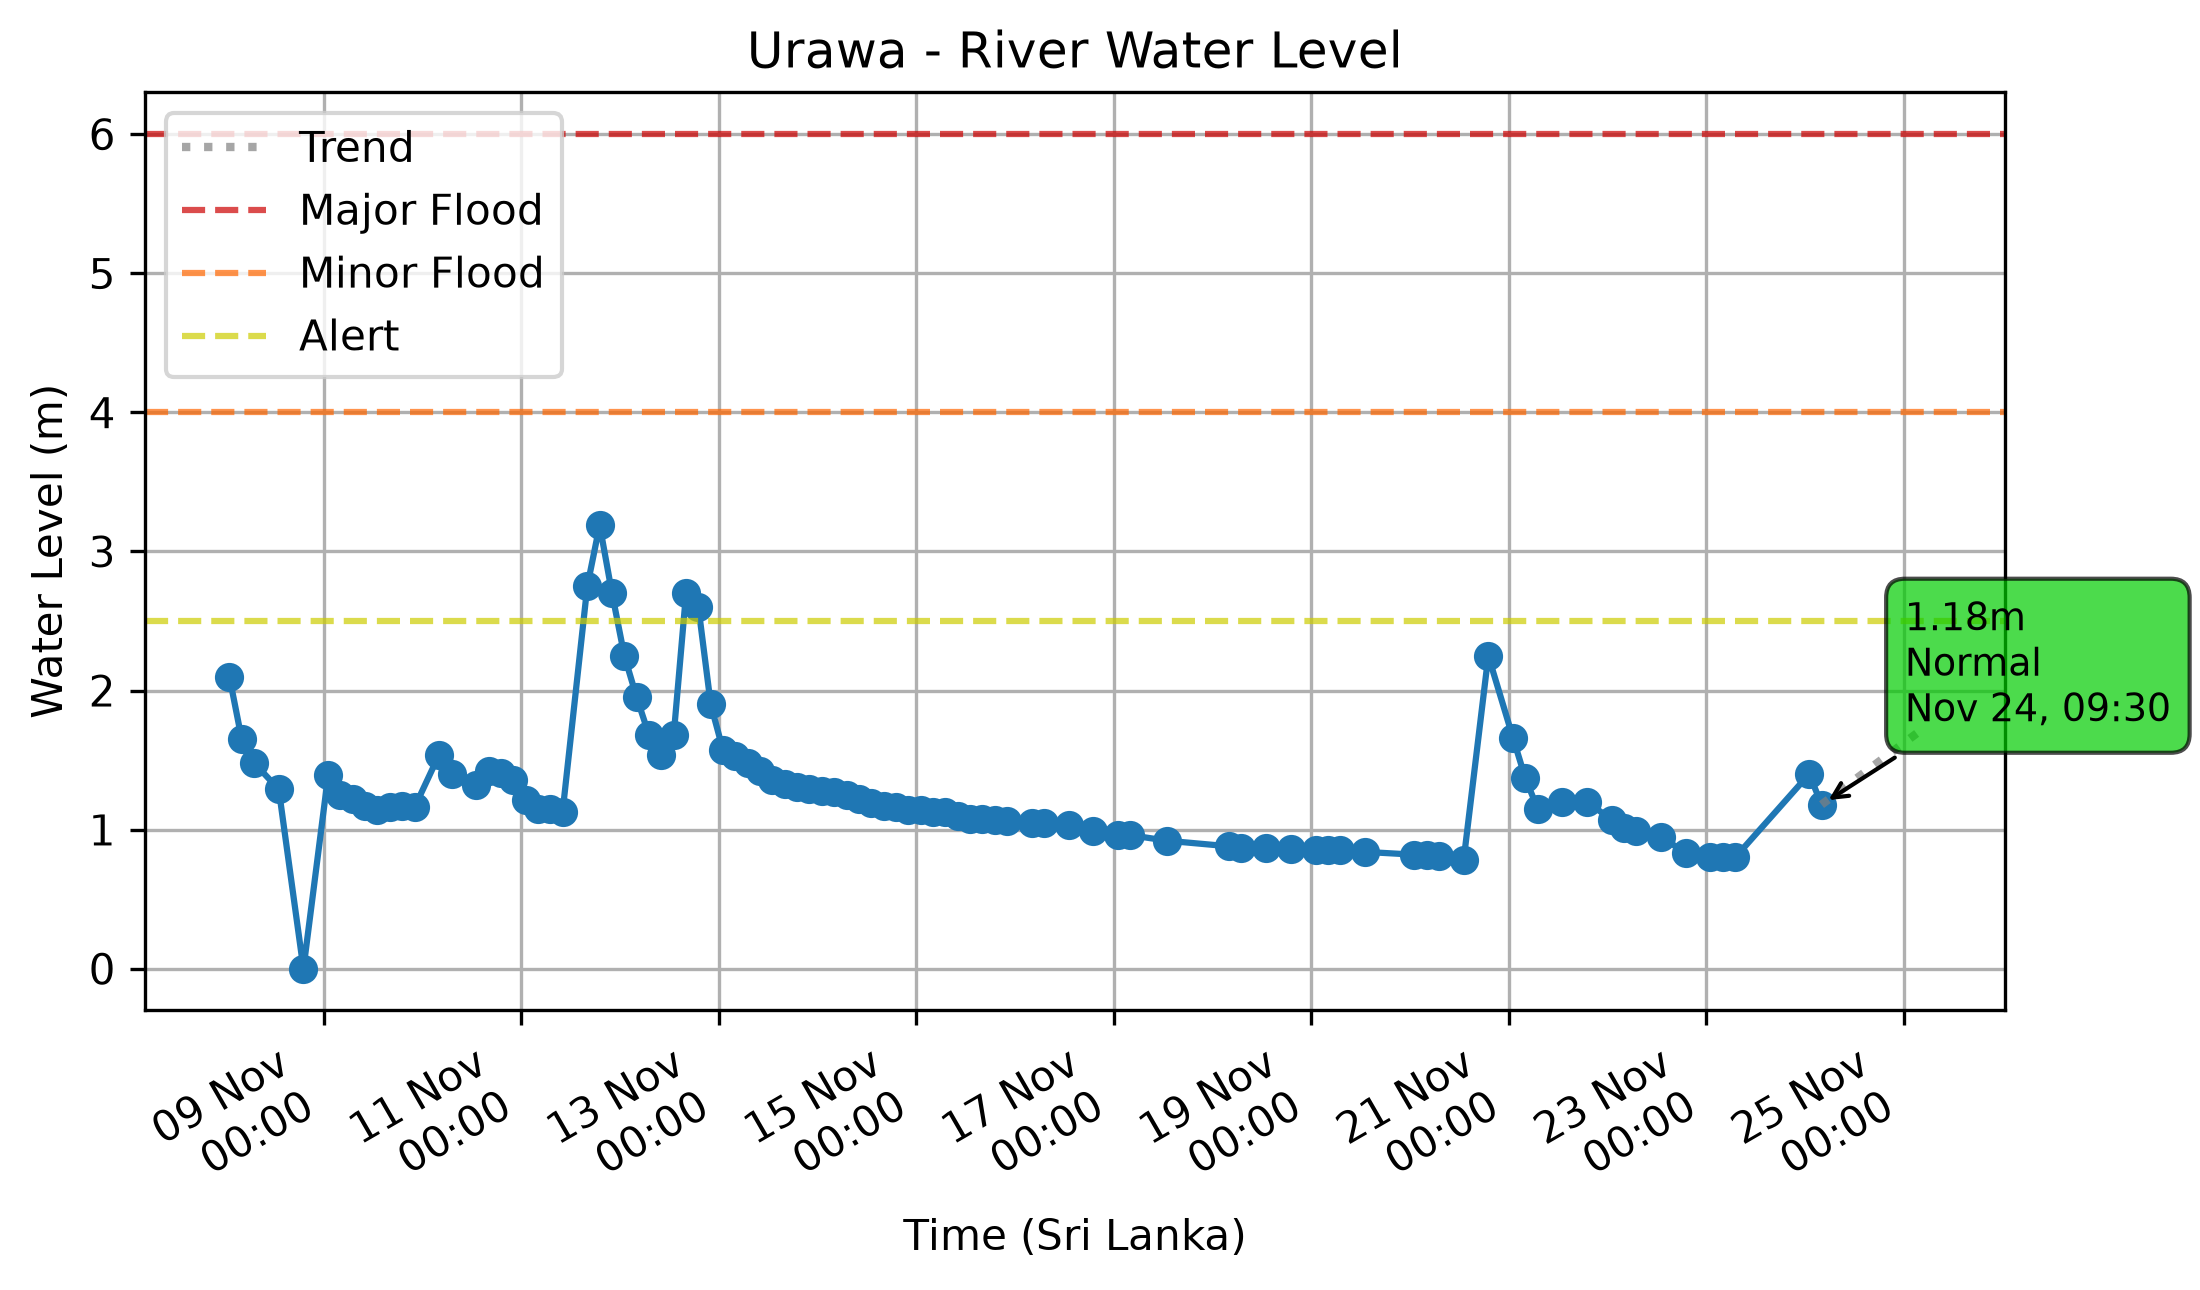 Urawa - River Water Level
Trend
Major Flood
Minor Flood
Alert
6
5
4
3
2
1
0
Water Level (m)
1.18m
Normal
Nov 24, 09:30
09 Nov
00:00
11 Nov
00:00
13 Nov
00:00
15 Nov
00:00
17 Nov
00:00
19 Nov
00:00
21 Nov
00:00
23 Nov
00:00
25 Nov
00:00
Time (Sri Lanka)